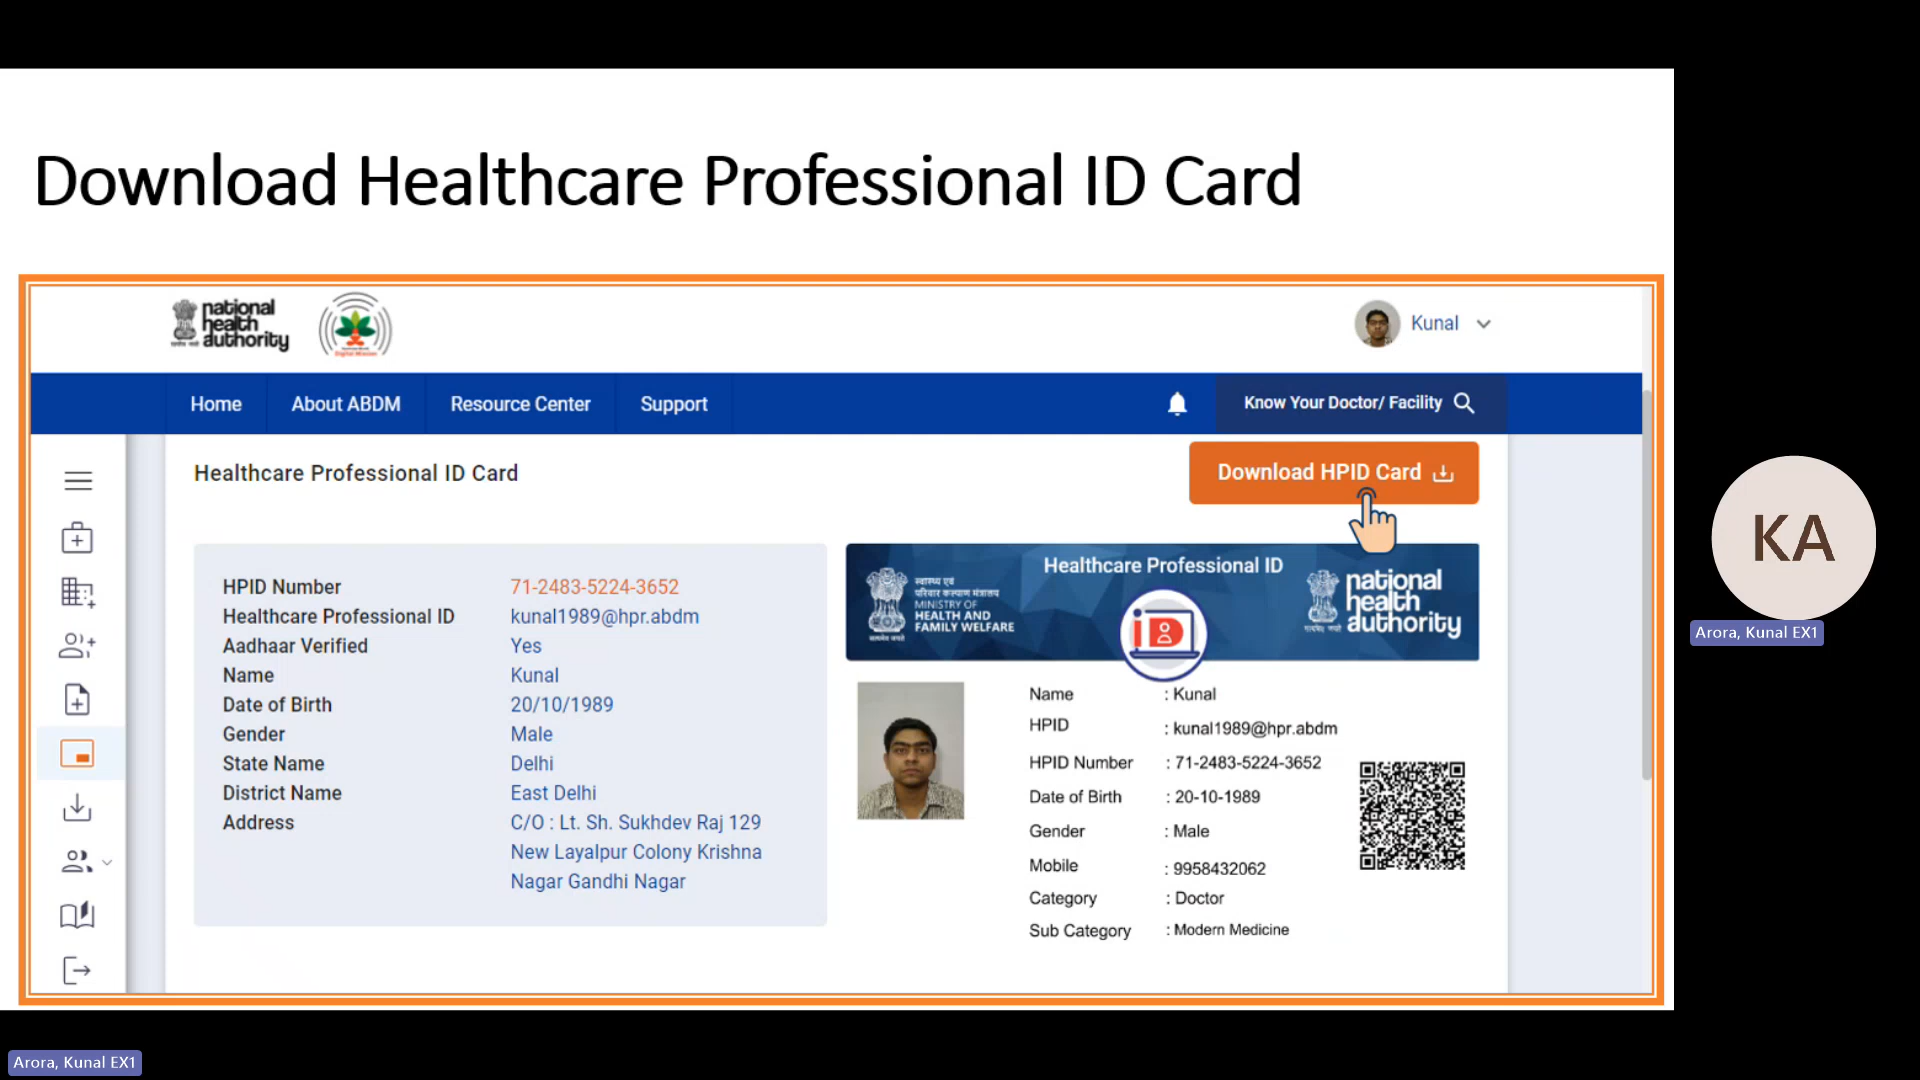 Download Healthcare Professional ID Card
national
health
authority
Kunal
Home About ABDM Resource Center Support Know Your Doctor/ Facility
Healthcare Professional ID Card
Download HPID Card
HPID Number 71-2483-5224-3652
Healthcare Professional ID kunal1989@hpr.abdm
Aadhaar Verified Yes
Name Kunal
Date of Birth 20/10/1989
Gender Male
State Name Delhi
District Name East Delhi
Address C/O : Lt. Sh. Sukhdev Raj 129
New Layalpur Colony Krishna
Nagar Gandhi Nagar
Healthcare Professional ID
स्वास्थ्य एवं
परिवार कल्याण मंत्रालय
MINISTRY OF
HEALTH AND
FAMILY WELFARE
iD
national
health
authority
Name : Kunal
HPID : kunal1989@hpr.abdm
HPID Number : 71-2483-5224-3652
Date of Birth : 20-10-1989
Gender : Male
Mobile : 9958432062
Category : Doctor
Sub Category : Modern Medicine
KA
Arora, Kunal EX1
Arora, Kunal EX1